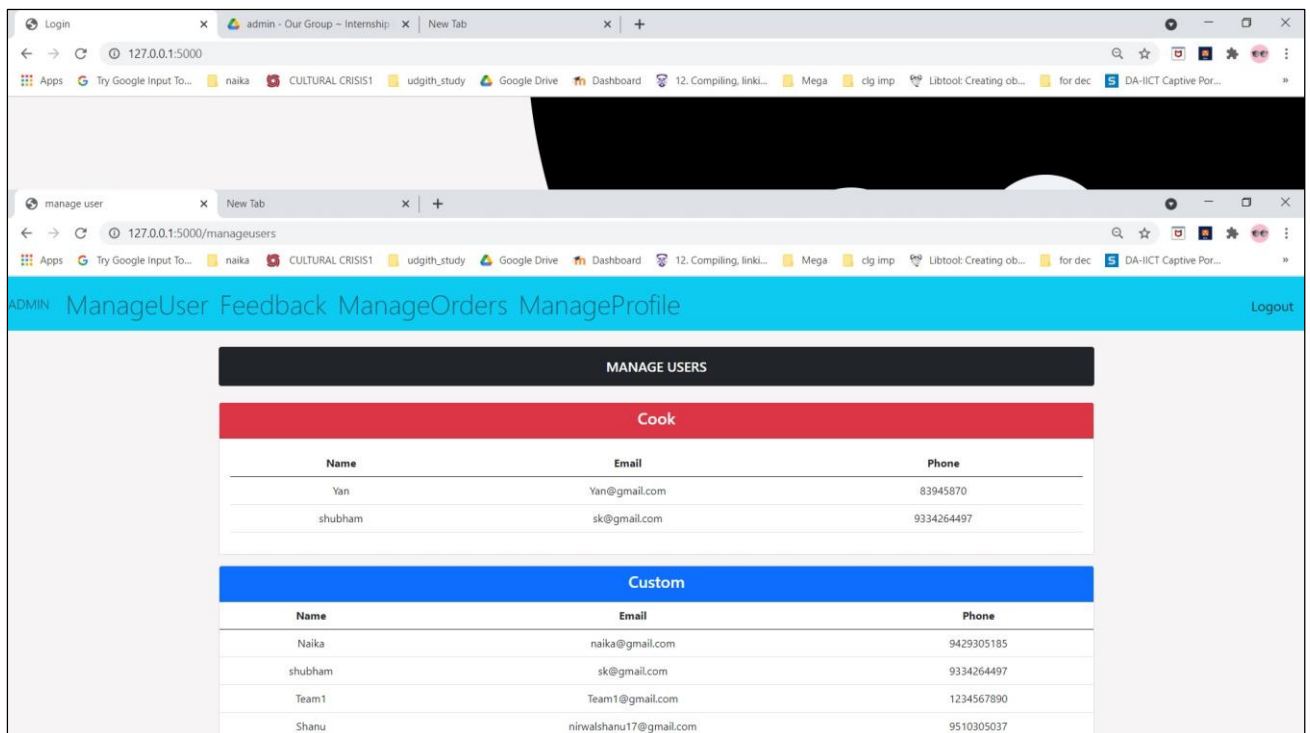 Login admin - Our Group ~ Internship New Tab
127.0.0.1:5000
Apps Try Google Input To... naika CULTURAL CRISIS1 udgith_study Google Drive Dashboard 12. Compiling, linki... Mega clg imp Libtool: Creating ob... for dec DA-IICT Captive Por... »
manage user New Tab
127.0.0.1:5000/manageusers
Apps Try Google Input To... naika CULTURAL CRISIS1 udgith_study Google Drive Dashboard 12. Compiling, linki... Mega clg imp Libtool: Creating ob... for dec DA-IICT Captive Por... »
ADMIN ManageUser Feedback ManageOrders ManageProfile Logout
MANAGE USERS
Cook
Name Email Phone
Yan Yan@gmail.com 83945870
shubham sk@gmail.com 9334264497
Custom
Name Email Phone
Naika naika@gmail.com 9429305185
shubham sk@gmail.com 9334264497
Team1 Team1@gmail.com 1234567890
Shanu nirwalshanu17@gmail.com 9510305037